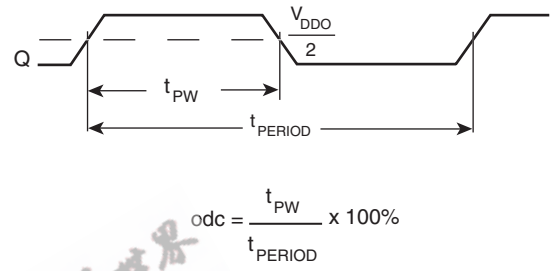 V_DDO
Q
2
t_PW
t_PERIOD
odc = t_PW / t_PERIOD x 100%